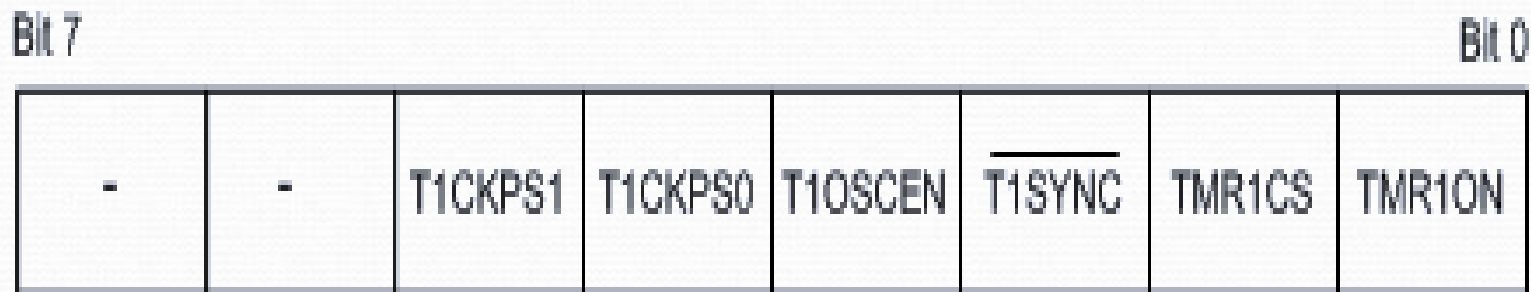 Bit 7 Bit 0
- - T1CKPS1 T1CKPS0 T1OSCEN T1SYNC TMR1CS TMR1ON